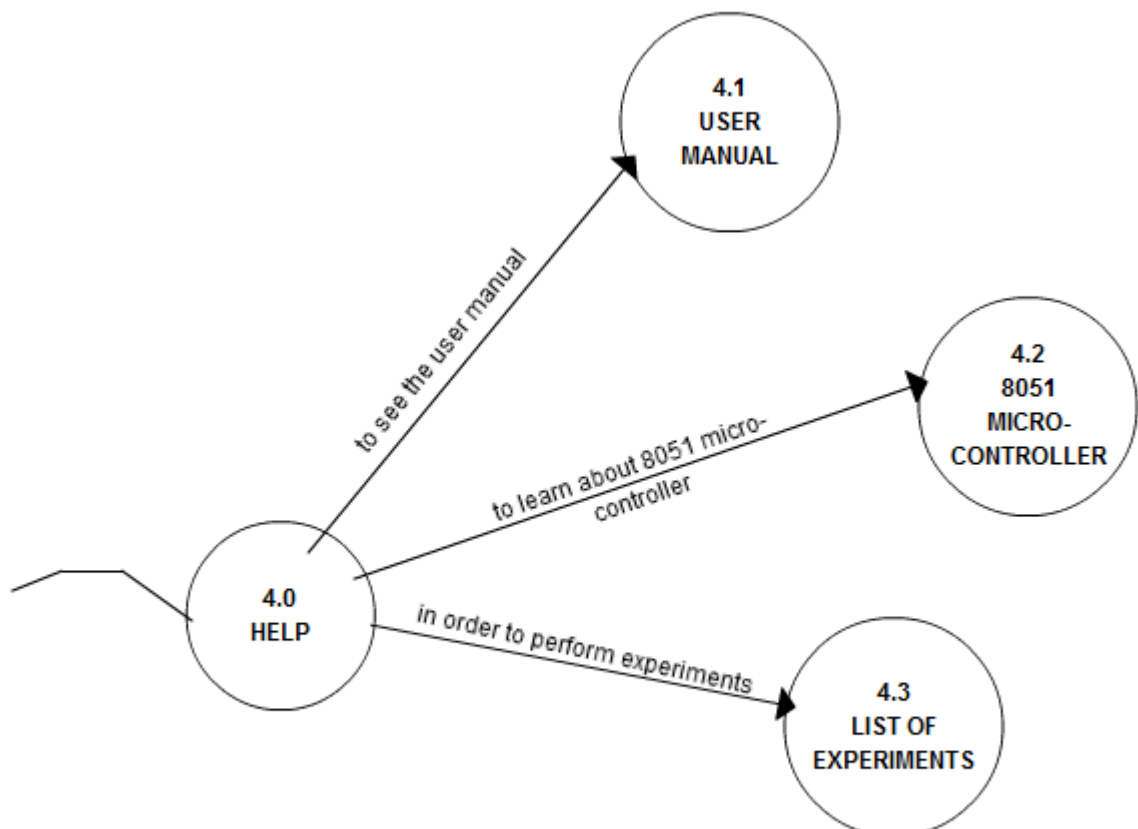 4.1
USER
MANUAL
to see the user manual
4.2
8051
MICRO-
CONTROLLER
to learn about 8051 micro-
controller
4.0
HELP
in order to perform experiments
4.3
LIST OF
EXPERIMENTS